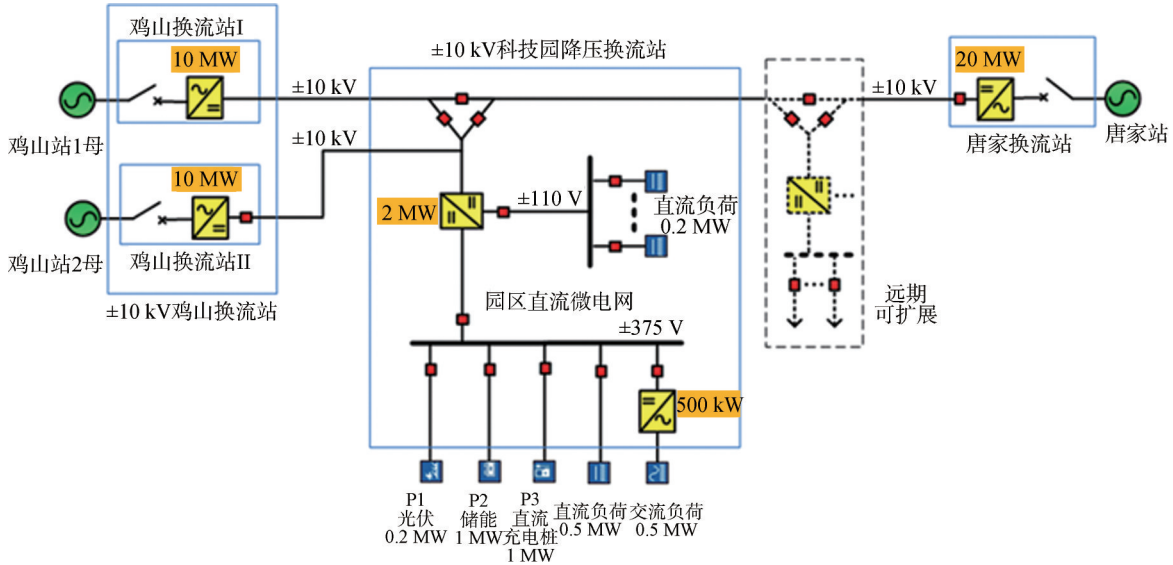 鸡山换流站I
10 MW
鸡山站1母
±10 kV
±10 kV科技园降压换流站
±10 kV
20 MW
唐家换流站
唐家站
±10 kV
10 MW
鸡山站2母
鸡山换流站II
±10 kV鸡山换流站
2 MW
±110 V
直流负荷
0.2 MW
园区直流微电网
±375 V
远期
可扩展
500 kW
P1
光伏
0.2 MW
P2
储能
1 MW
P3
直流
充电桩
1 MW
直流负荷
0.5 MW
交流负荷
0.5 MW